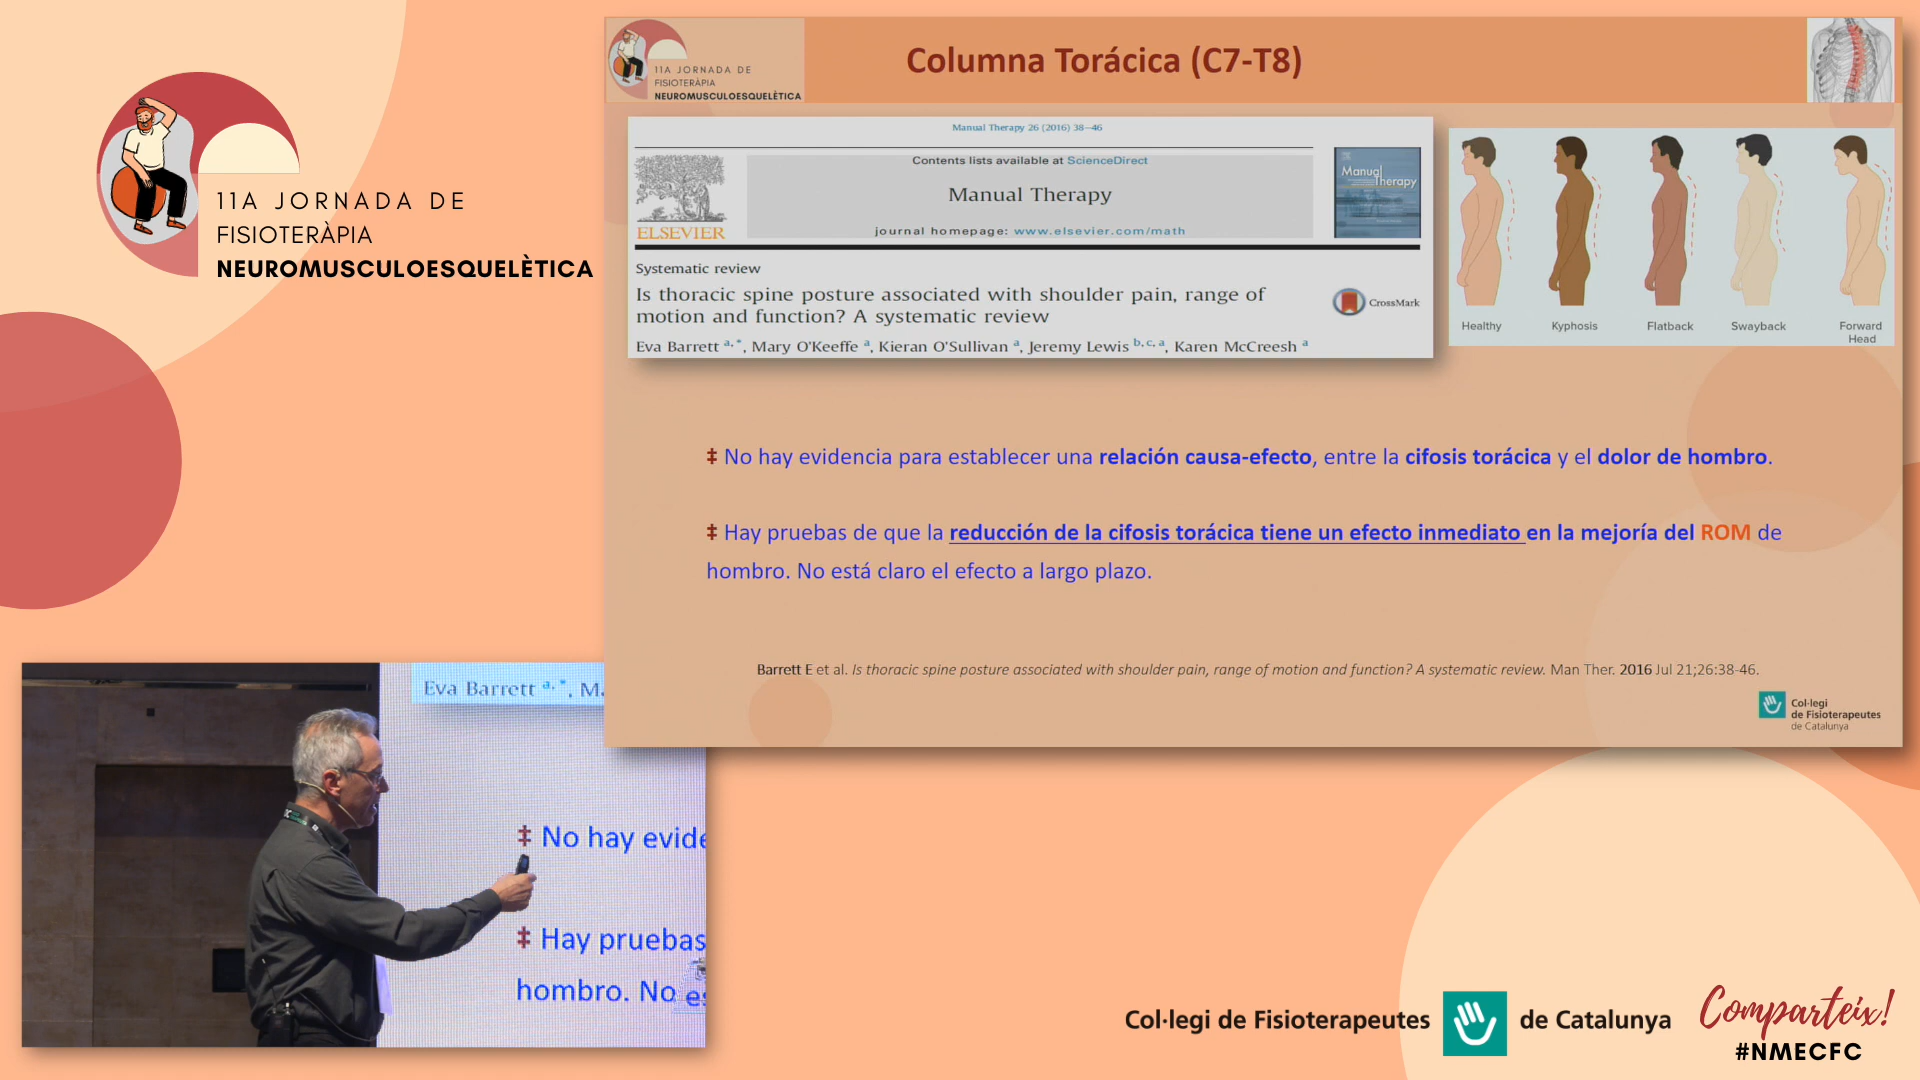 11A JORNADA DE
FISIOTERÀPIA
NEUROMUSCULOESQUELÈTICA
11A JORNADA DE
FISIOTERÀPIA
NEUROMUSCULOESQUELÈTICA
Columna Torácica (C7-T8)
Manual Therapy 26 (2016) 38–46
Contents lists available at ScienceDirect
Manual Therapy
journal homepage: www.elsevier.com/math
ELSEVIER
Manual Therapy
Systematic review
Is thoracic spine posture associated with shoulder pain, range of
motion and function? A systematic review
CrossMark
Eva Barrett a, *, Mary O'Keeffe a, Kieran O'Sullivan a, Jeremy Lewis b, c, a, Karen McCreesh a
Healthy
Kyphosis
Flatback
Swayback
Forward
Head
‡ No hay evidencia para establecer una relación causa-efecto, entre la cifosis torácica y el dolor de hombro.
‡ Hay pruebas de que la reducción de la cifosis torácica tiene un efecto inmediato en la mejoría del ROM de
hombro. No está claro el efecto a largo plazo.
Barrett E et al. Is thoracic spine posture associated with shoulder pain, range of motion and function? A systematic review. Man Ther. 2016 Jul 21;26:38-46.
Col·legi
de Fisioterapeutes
de Catalunya
Eva Barrett a, *, M
‡ No hay evide
‡ Hay pruebas
hombro. No es
Col·legi de Fisioterapeutes de Catalunya
Comparteix!
#NMECFC